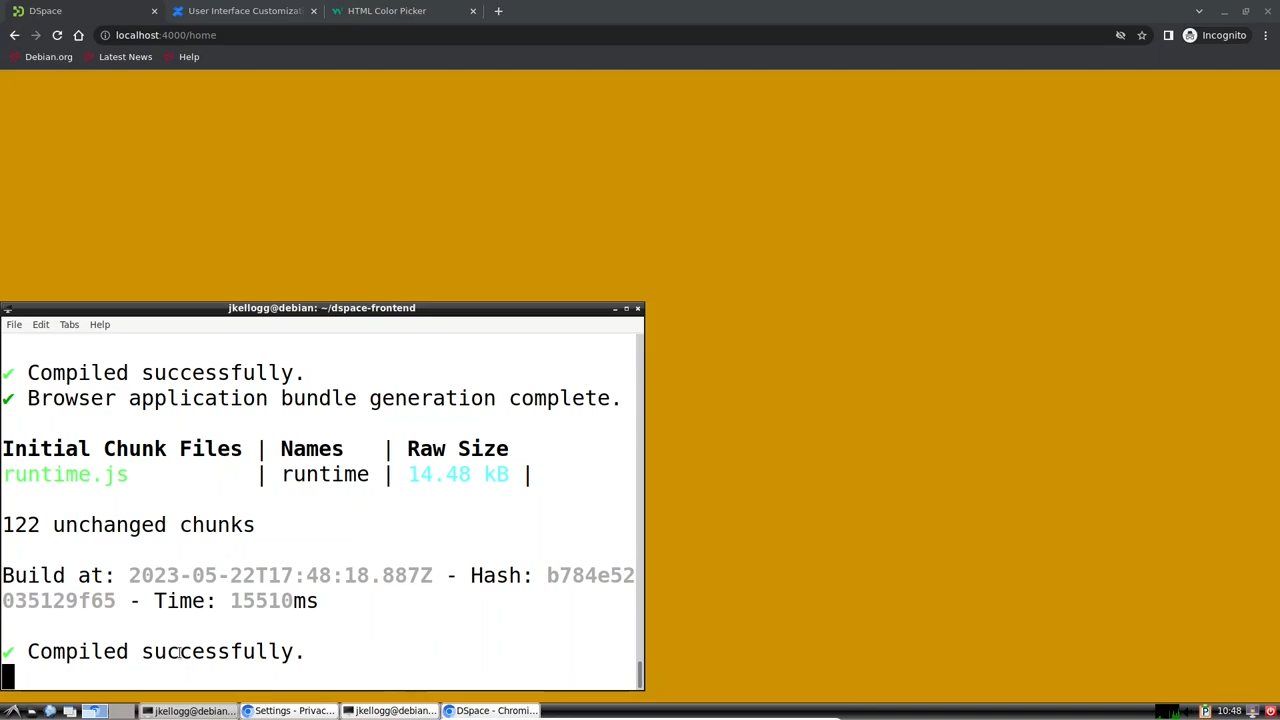 DSpace
User Interface Customizati
HTML Color Picker
localhost:4000/home
Incognito
Debian.org
Latest News
Help
jkellogg@debian: ~/dspace-frontend
File Edit Tabs Help
✔ Compiled successfully.
✔ Browser application bundle generation complete.
Initial Chunk Files | Names | Raw Size
runtime.js | runtime | 14.48 kB |
122 unchanged chunks
Build at: 2023-05-22T17:48:18.887Z - Hash: b784e52
035129f65 - Time: 15510ms
✔ Compiled successfully.
jkellogg@debian... Settings - Privac... jkellogg@debian... DSpace - Chromi... 10:48